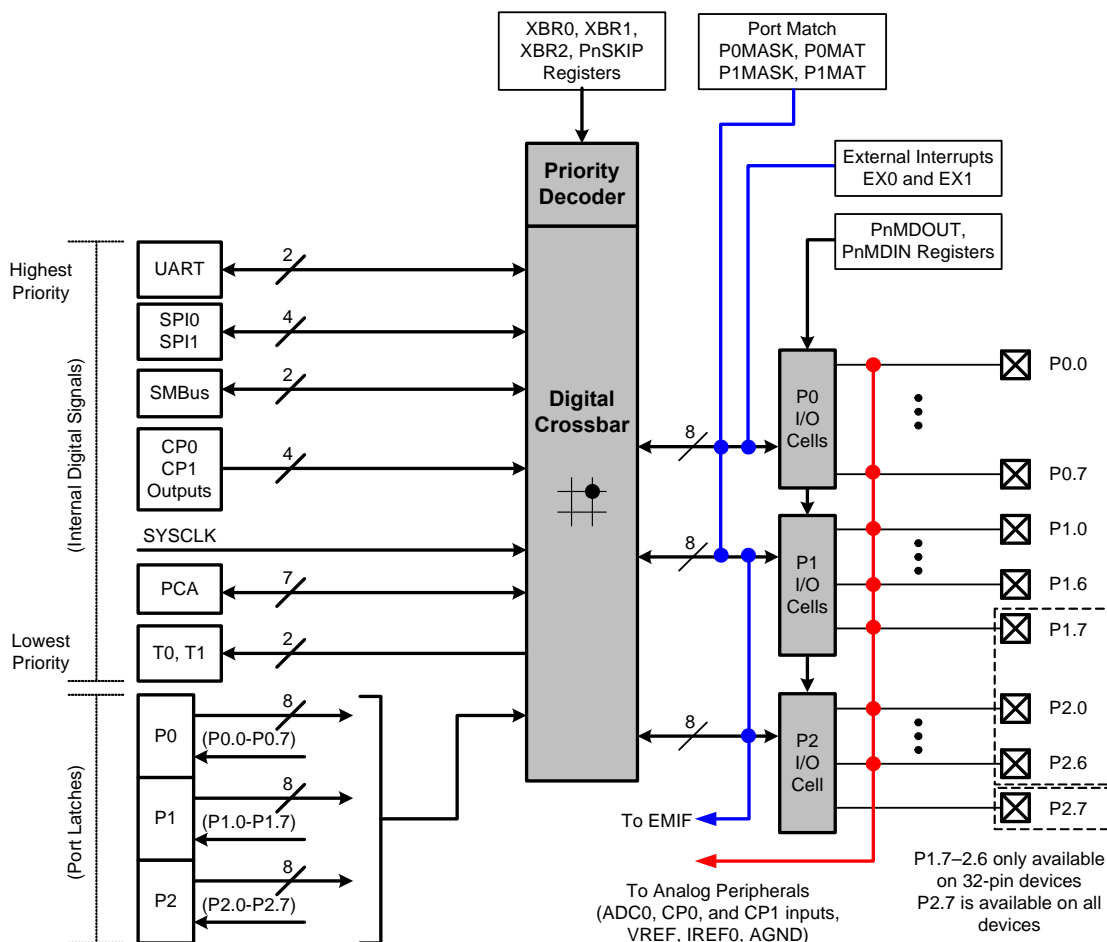 XBR0, XBR1,
XBR2, PnSKIP
Registers
Port Match
P0MASK, P0MAT
P1MASK, P1MAT
External Interrupts
EX0 and EX1
PnMDOUT,
PnMDIN Registers
Priority
Decoder
Digital
Crossbar
Highest
Priority
(Internal Digital Signals)
Lowest
Priority
(Port Latches)
UART
2
SPI0
SPI1
4
SMBus
2
CP0
CP1
Outputs
4
SYSCLK
PCA
7
T0, T1
2
P0
8
(P0.0-P0.7)
P1
8
(P1.0-P1.7)
P2
8
(P2.0-P2.7)
8
8
8
P0
I/O
Cells
P1
I/O
Cells
P2
I/O
Cell
P0.0
P0.7
P1.0
P1.6
P1.7
P2.0
P2.6
P2.7
To EMIF
To Analog Peripherals
(ADC0, CP0, and CP1 inputs,
VREF, IREF0, AGND)
P1.7–2.6 only available
on 32-pin devices
P2.7 is available on all
devices